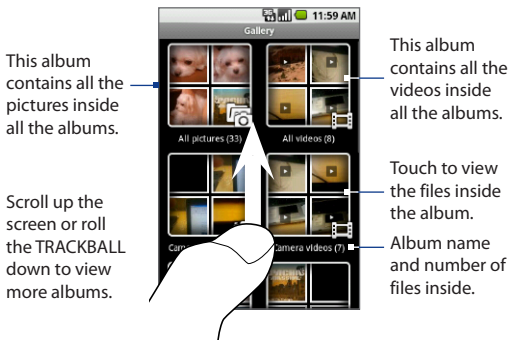 11:59 AM
Gallery
This album
contains all the
pictures inside
all the albums.
This album
contains all the
videos inside
all the albums.
All pictures (33)
All videos (8)
Scroll up the
screen or roll
the TRACKBALL
down to view
more albums.
Touch to view
the files inside
the album.
Camera videos (7)
Album name
and number of
files inside.